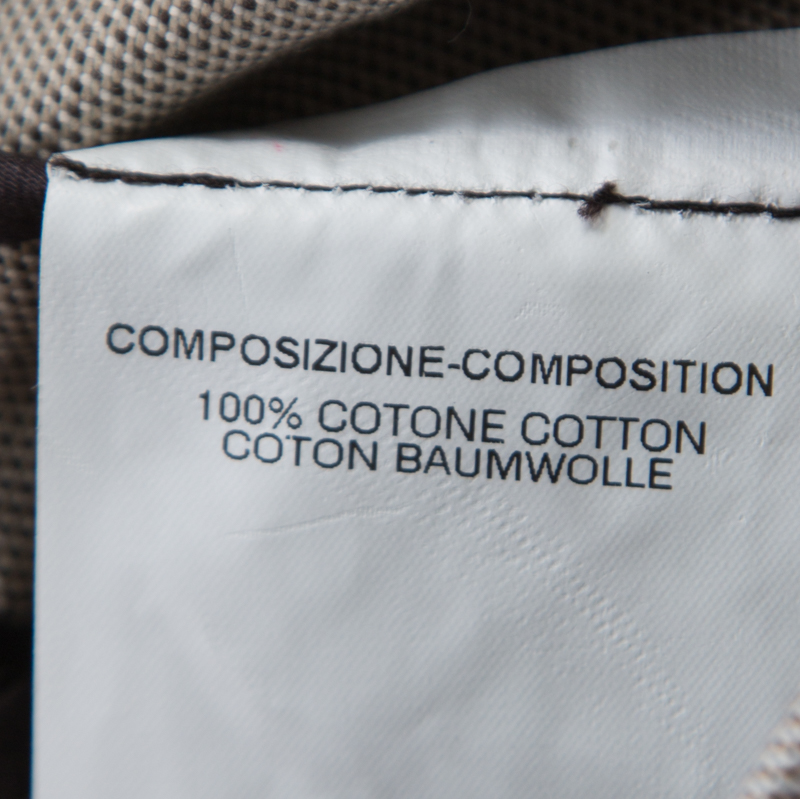 COMPOSIZIONE-COMPOSITION
100% COTONE COTTON
COTON BAUMWOLLE